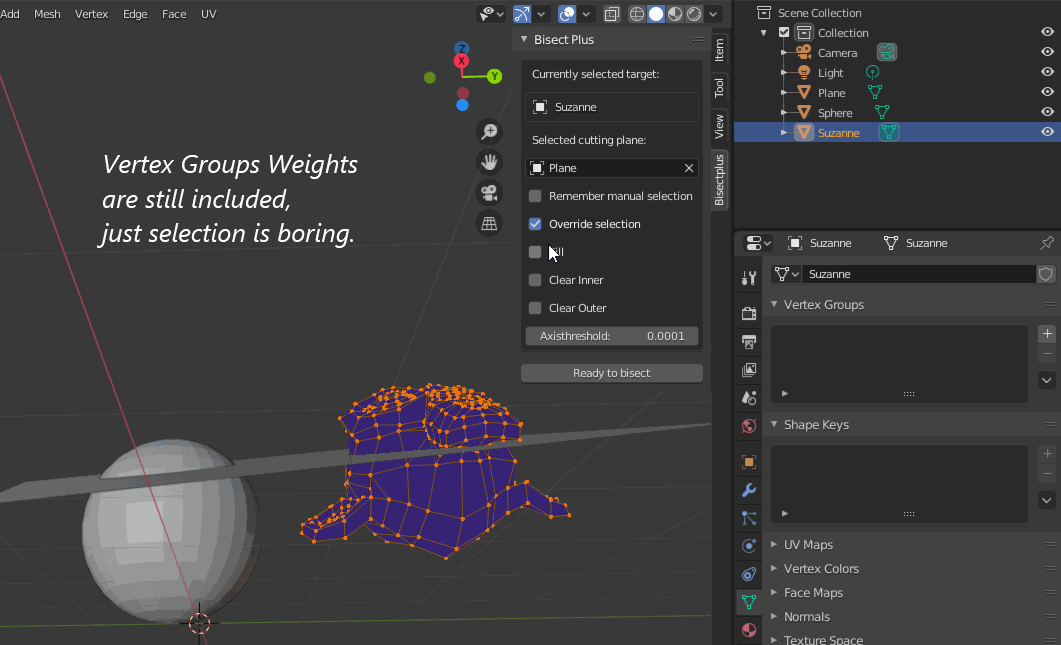 Add Mesh Vertex Edge Face UV
Bisect Plus
Currently selected target:
Suzanne
Selected cutting plane:
Plane
Remember manual selection
Override selection
Clear Inner
Clear Outer
Axisthreshold: 0.0001
Ready to bisect
Item
Tool
View
Bisectplus
Z
X
Y
Vertex Groups Weights
are still included,
just selection is boring.
Scene Collection
Collection
Camera
Light
Plane
Sphere
Suzanne
Suzanne Suzanne
Suzanne
Vertex Groups
Shape Keys
UV Maps
Vertex Colors
Face Maps
Normals
Texture Space